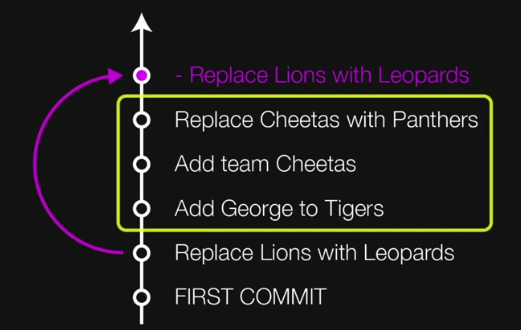 - Replace Lions with Leopards
Replace Cheetas with Panthers
Add team Cheetas
Add George to Tigers
Replace Lions with Leopards
FIRST COMMIT